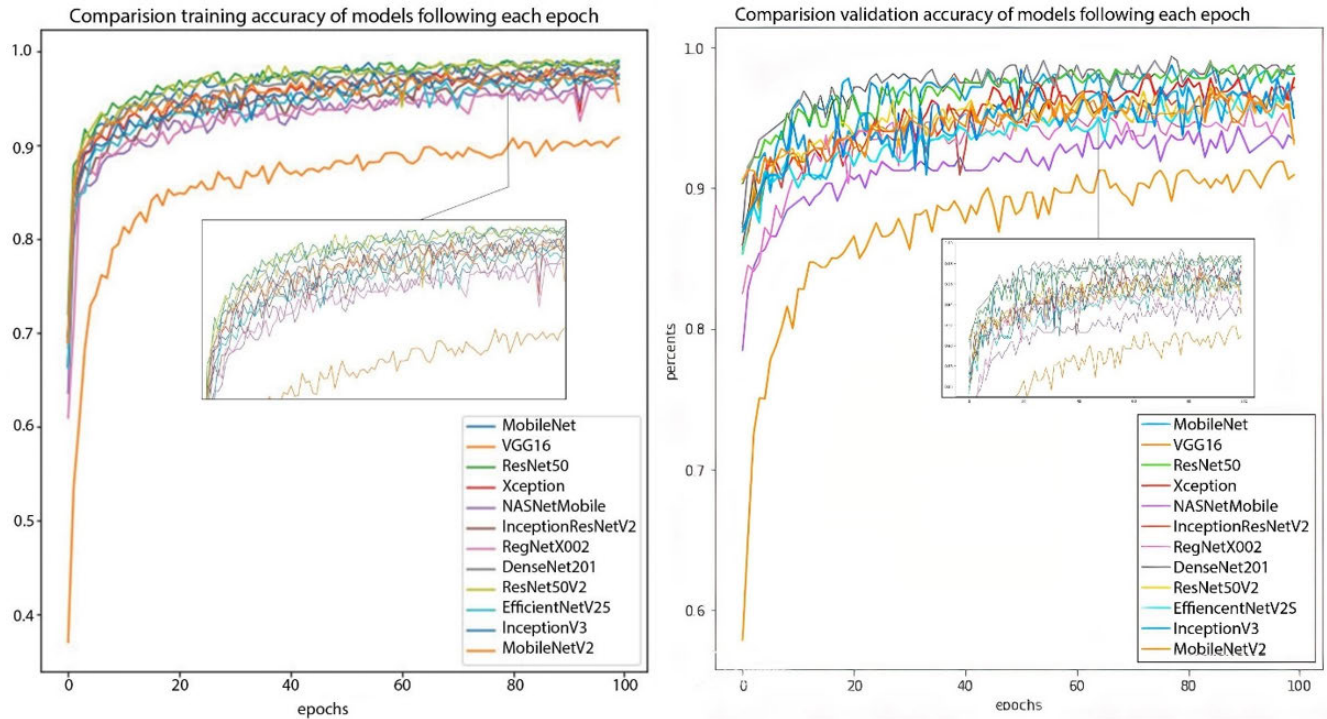 Comparision training accuracy of models following each epoch
1.0
0.9
0.8
0.7
0.6
0.5
0.4
0
20
40
60
80
100
epochs
MobileNet
VGG16
ResNet50
Xception
NASNetMobile
InceptionResNetV2
RegNetX002
DenseNet201
ResNet50V2
EfficientNetV25
InceptionV3
MobileNetV2
Comparision validation accuracy of models following each epoch
percents
1.0
0.9
0.8
0.7
0.6
0
20
40
60
80
100
epochs
MobileNet
VGG16
ResNet50
Xception
NASNetMobile
InceptionResNetV2
RegNetX002
DenseNet201
ResNet50V2
EffiencentNetV2S
InceptionV3
MobileNetV2